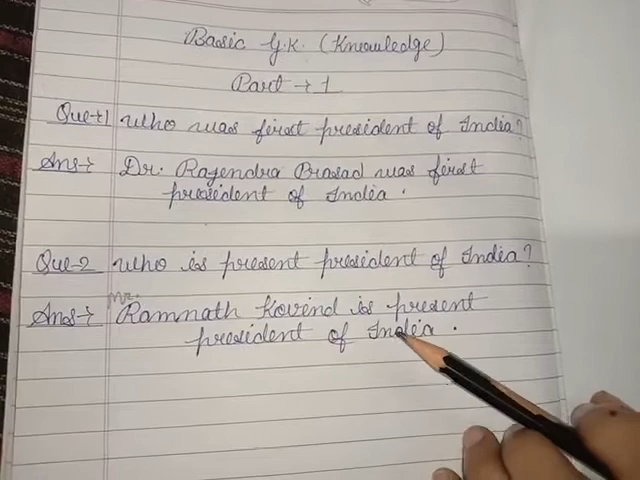 Basic G.K. (Knowledge)
Part → 1
Que→1 Who was first president of India?
Ans:→ Dr. Rajendra Prasad was first
president of India.
Que-2 Who is present president of India?
Ans:→ Mr. Ramnath Kovind is present
president of India.